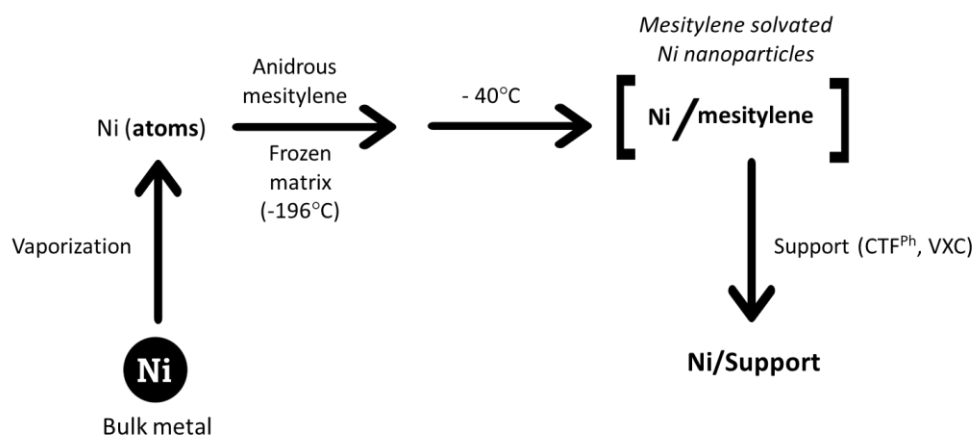 Mesitylene solvated
Ni nanoparticles
Anidrous
mesitylene
- 40°C
Ni (atoms)
[ Ni / mesitylene ]
Frozen
matrix
(-196°C)
Vaporization
Support (CTFPh, VXC)
Ni
Ni/Support
Bulk metal